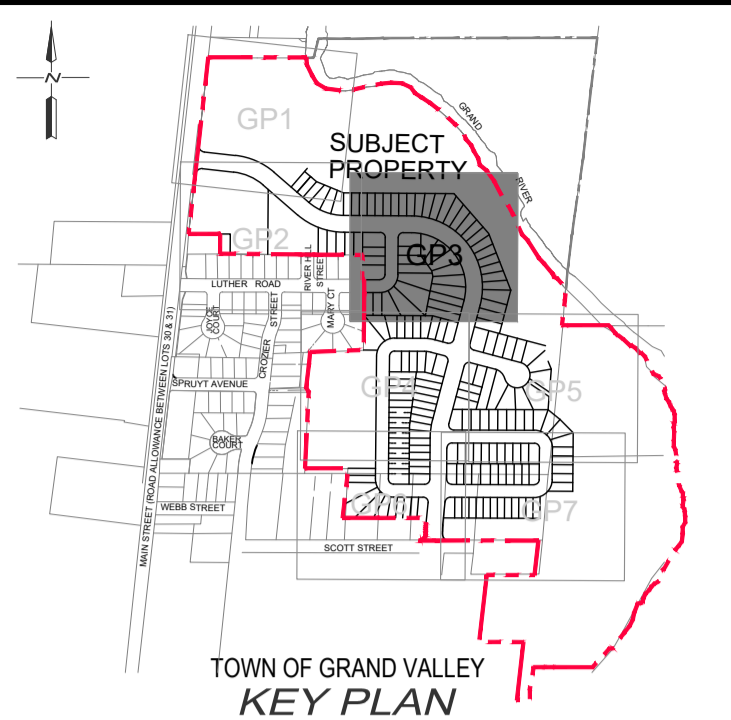 N
GRAND
RIVER
GP1
SUBJECT
PROPERTY
GP2
GP3
RIVER HILL
STREET
LUTHER ROAD
MARY CT
JOYCE
COURT
CROZIER STREET
SPRUYT AVENUE
GP4
GP5
BAKER
COURT
MAIN STREET (ROAD ALLOWANCE BETWEEN LOTS 30 & 31)
WEBB STREET
GP6
GP7
SCOTT STREET
TOWN OF GRAND VALLEY
KEY PLAN